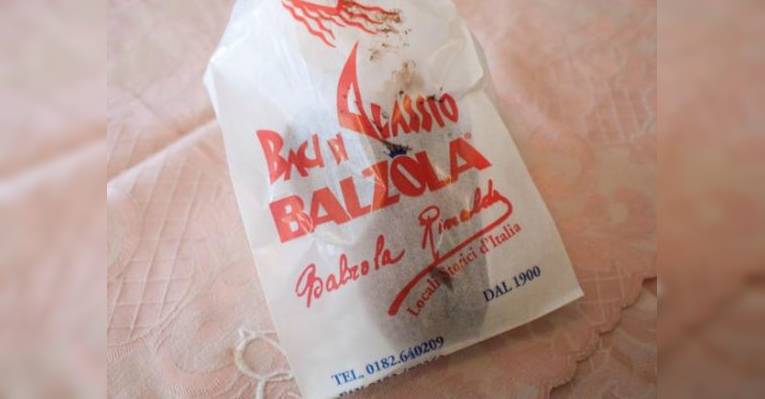 BACI DI ALASSIO
BALZOLA®
Balzola Rinaldo
Locali Storici d'Italia
DAL 1900
TEL. 0182.640209